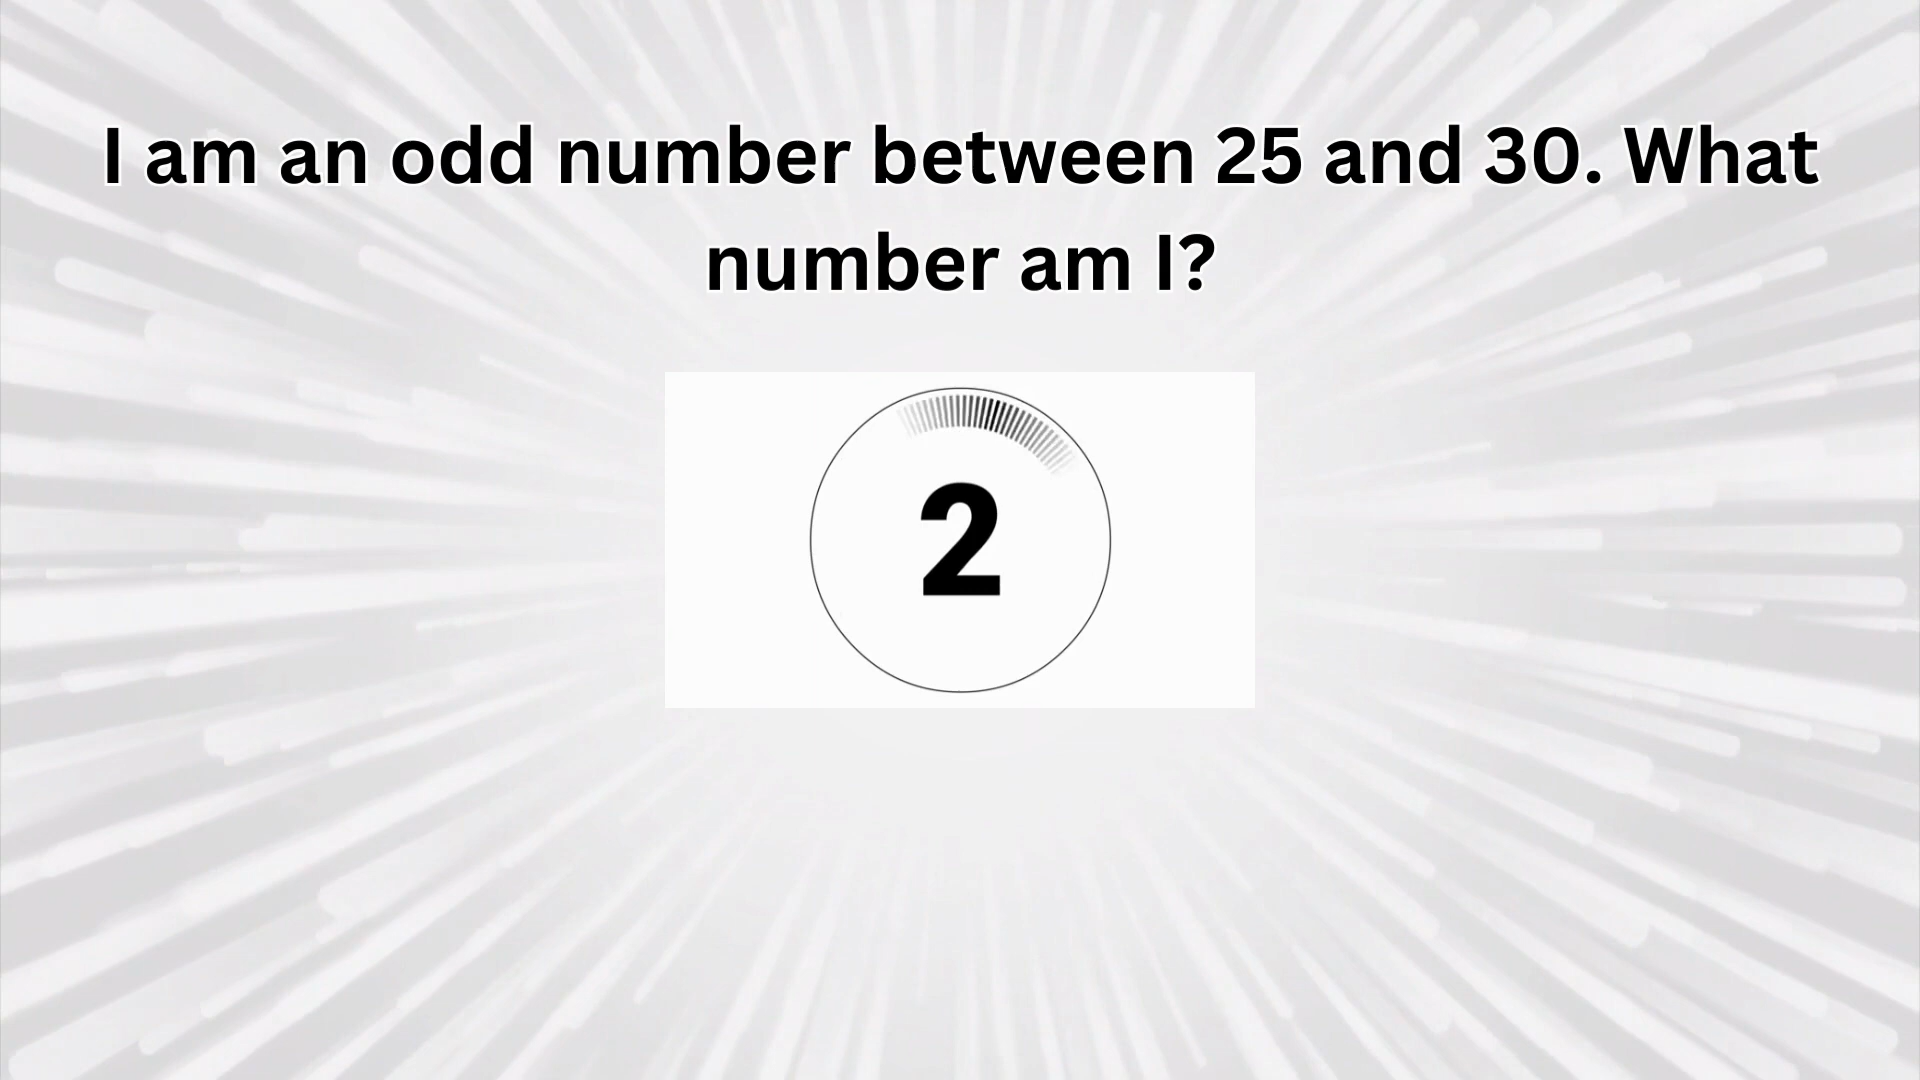 I am an odd number between 25 and 30. What
number am I?
2